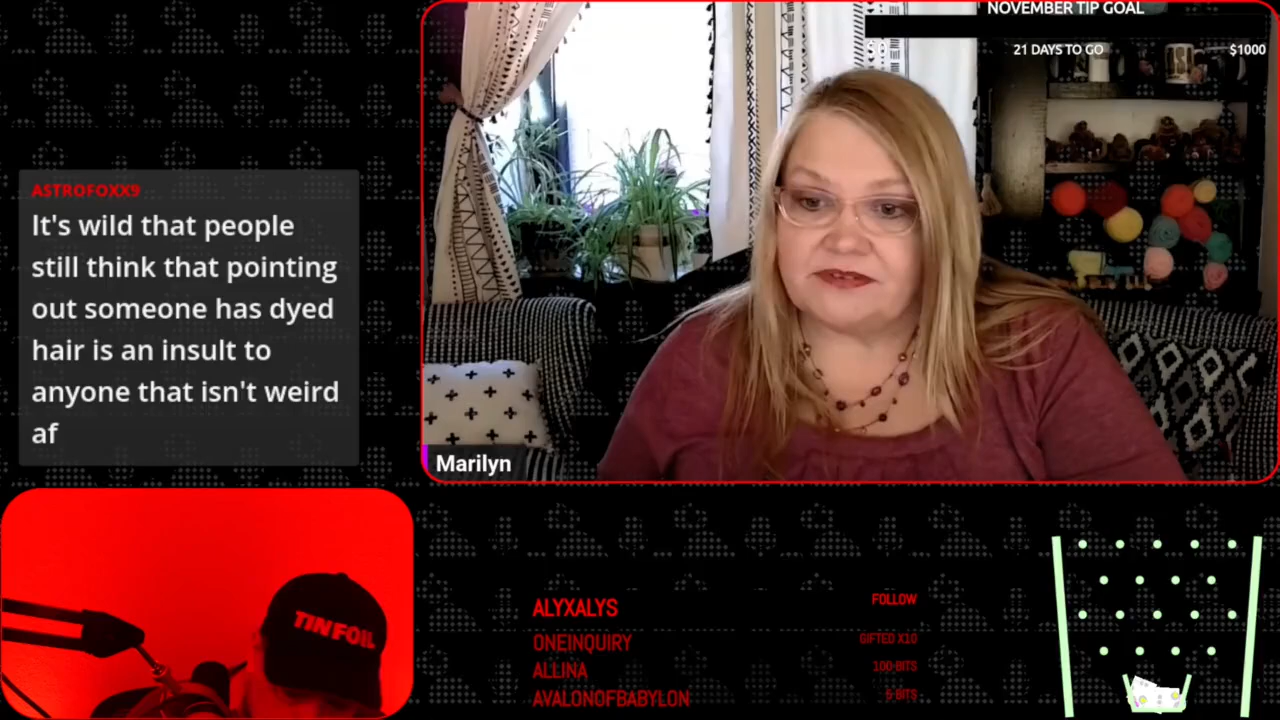 NOVEMBER TIP GOAL
$0
21 DAYS TO GO
$1000
ASTROFOXX9
It's wild that people
still think that pointing
out someone has dyed
hair is an insult to
anyone that isn't weird
af
Marilyn
TINFOIL
ALYXALYS FOLLOW
ONEINQUIRY GIFTED X10
ALLINA 100 BITS
AVALONOFBABYLON 5 BITS